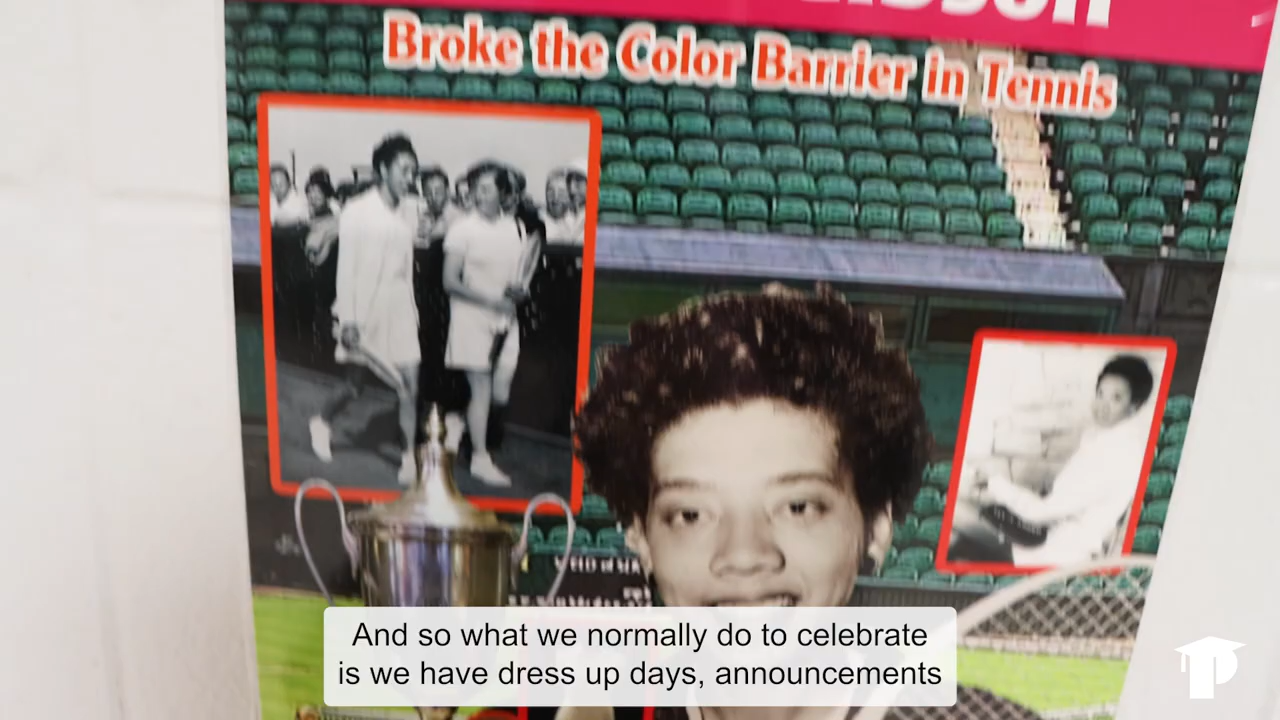 Broke the Color Barrier in Tennis
And so what we normally do to celebrate
is we have dress up days, announcements